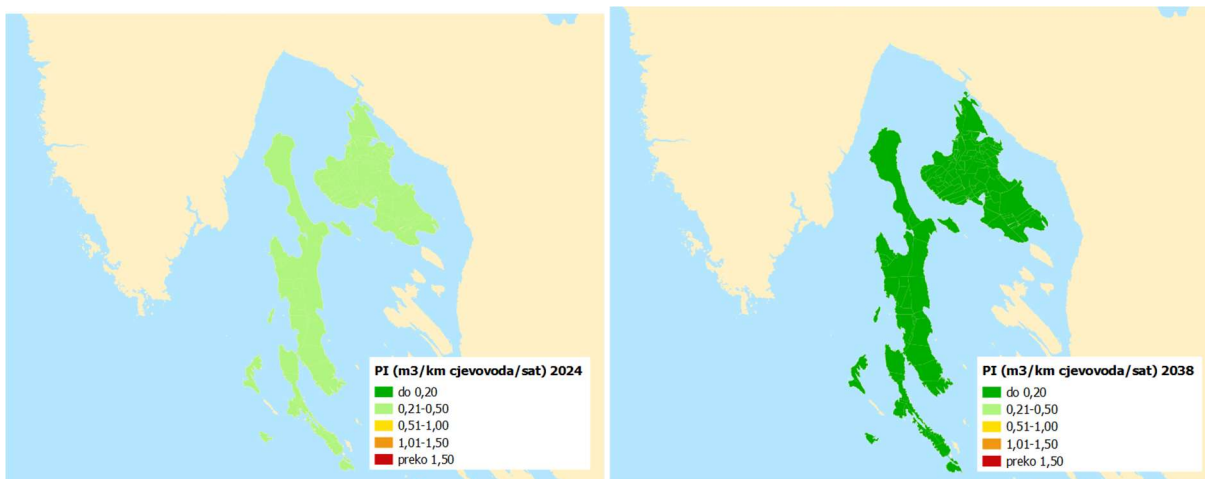 PI (m3/km cjevovoda/sat) 2024
do 0,20
0,21-0,50
0,51-1,00
1,01-1,50
preko 1,50
PI (m3/km cjevovoda/sat) 2038
do 0,20
0,21-0,50
0,51-1,00
1,01-1,50
preko 1,50